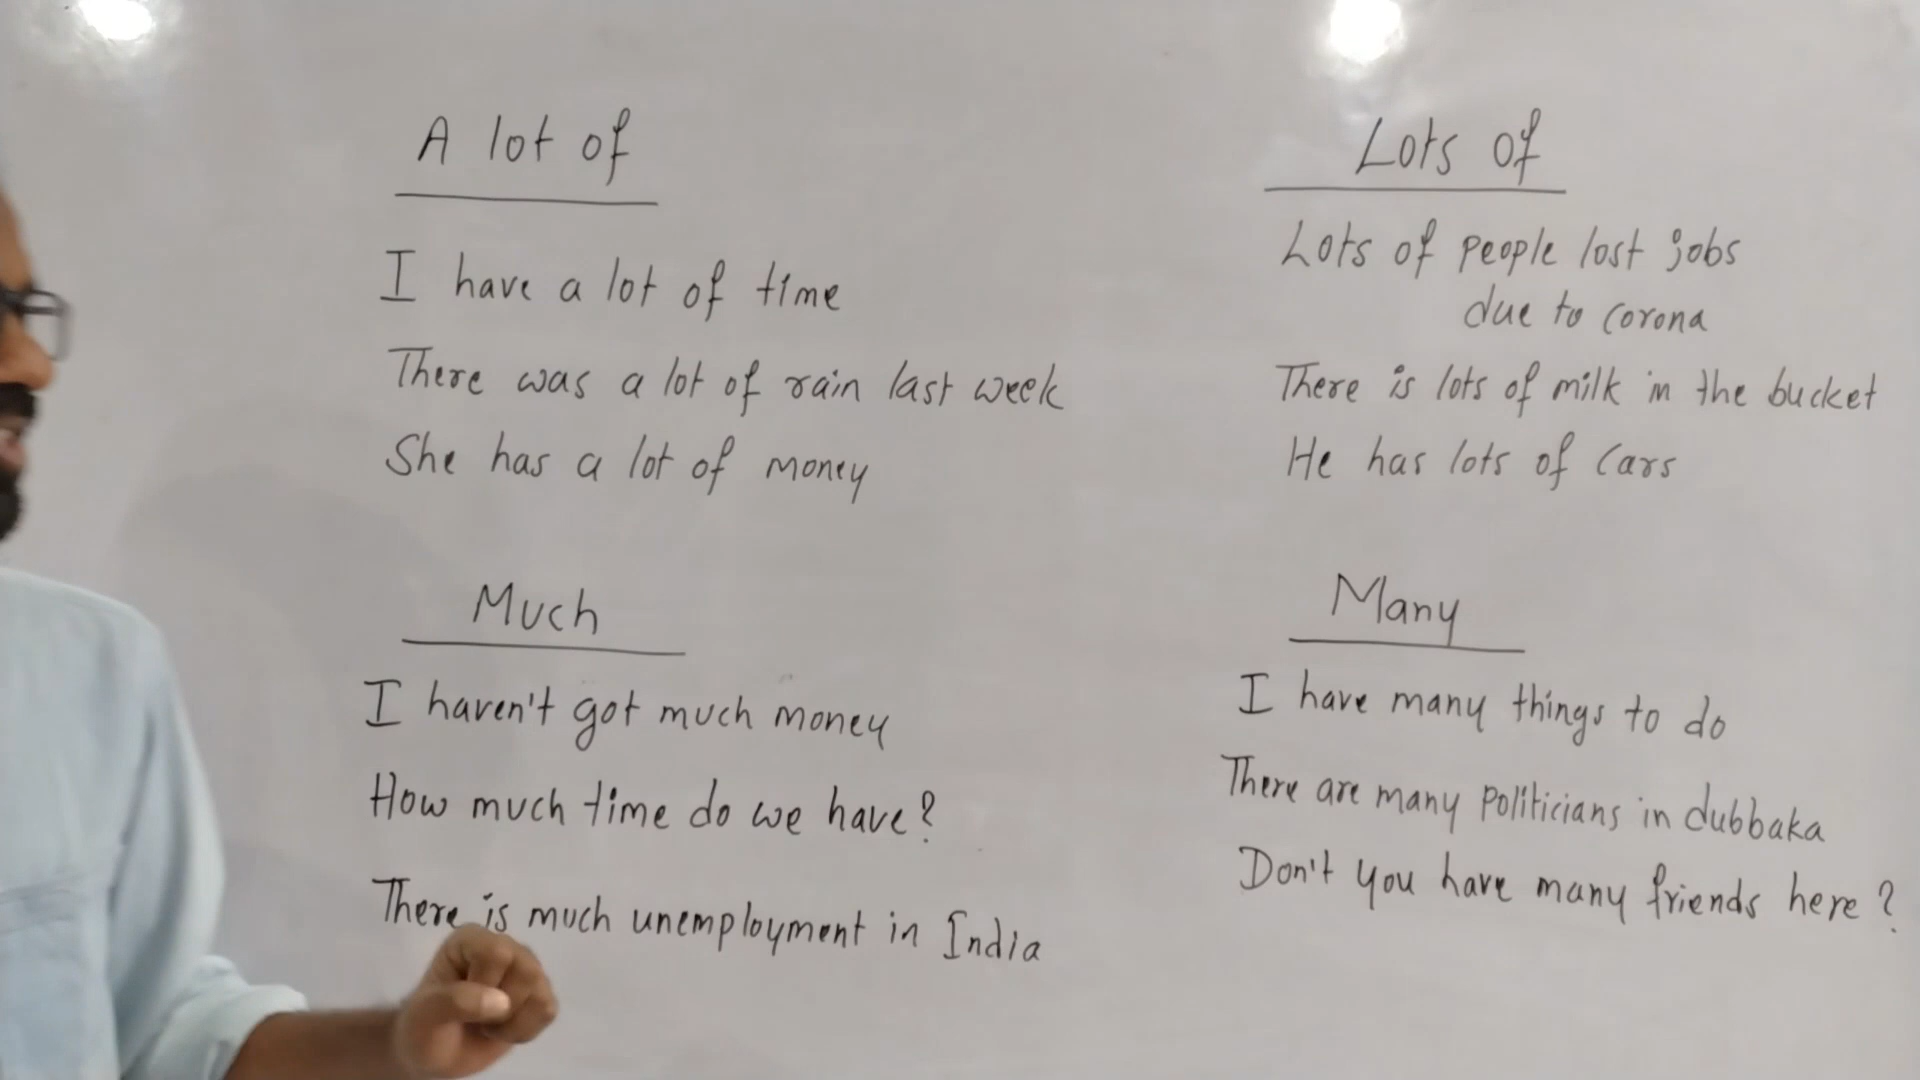 A lot of
I have a lot of time
There was a lot of rain last week
She has a lot of money
Lots of
Lots of people lost jobs
due to corona
There is lots of milk in the bucket
He has lots of cars
Much
I haven't got much money
How much time do we have?
There is much unemployment in India
Many
I have many things to do
There are many politicians in dubbaka
Don't you have many friends here?